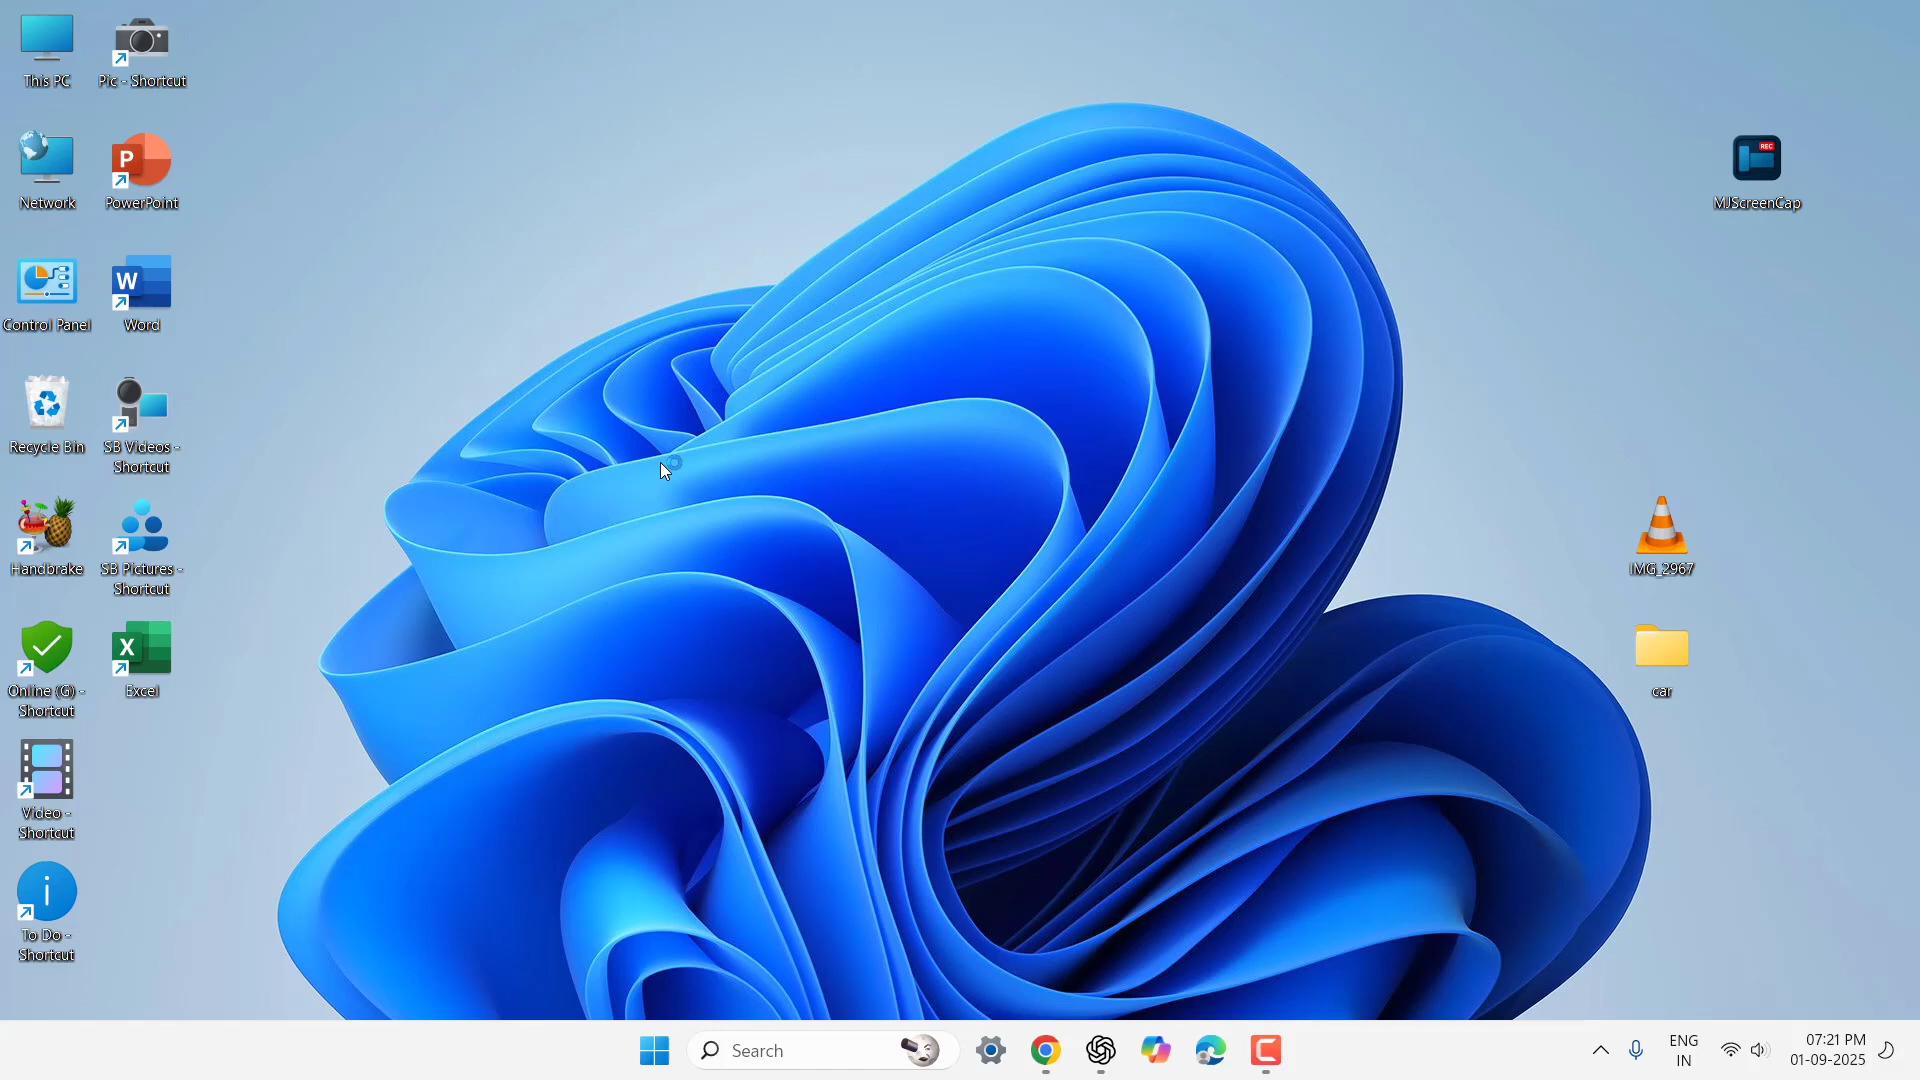 This PC
Pic - Shortcut
Network
PowerPoint
Control Panel
Word
Recycle Bin
SB Videos -
Shortcut
Handbrake
SB Pictures -
Shortcut
Online (G) -
Shortcut
Excel
Video -
Shortcut
To Do -
Shortcut
REC
MJScreenCap
IMG_2967
car
P
W
X
Search
ENG
IN
07:21 PM
01-09-2025